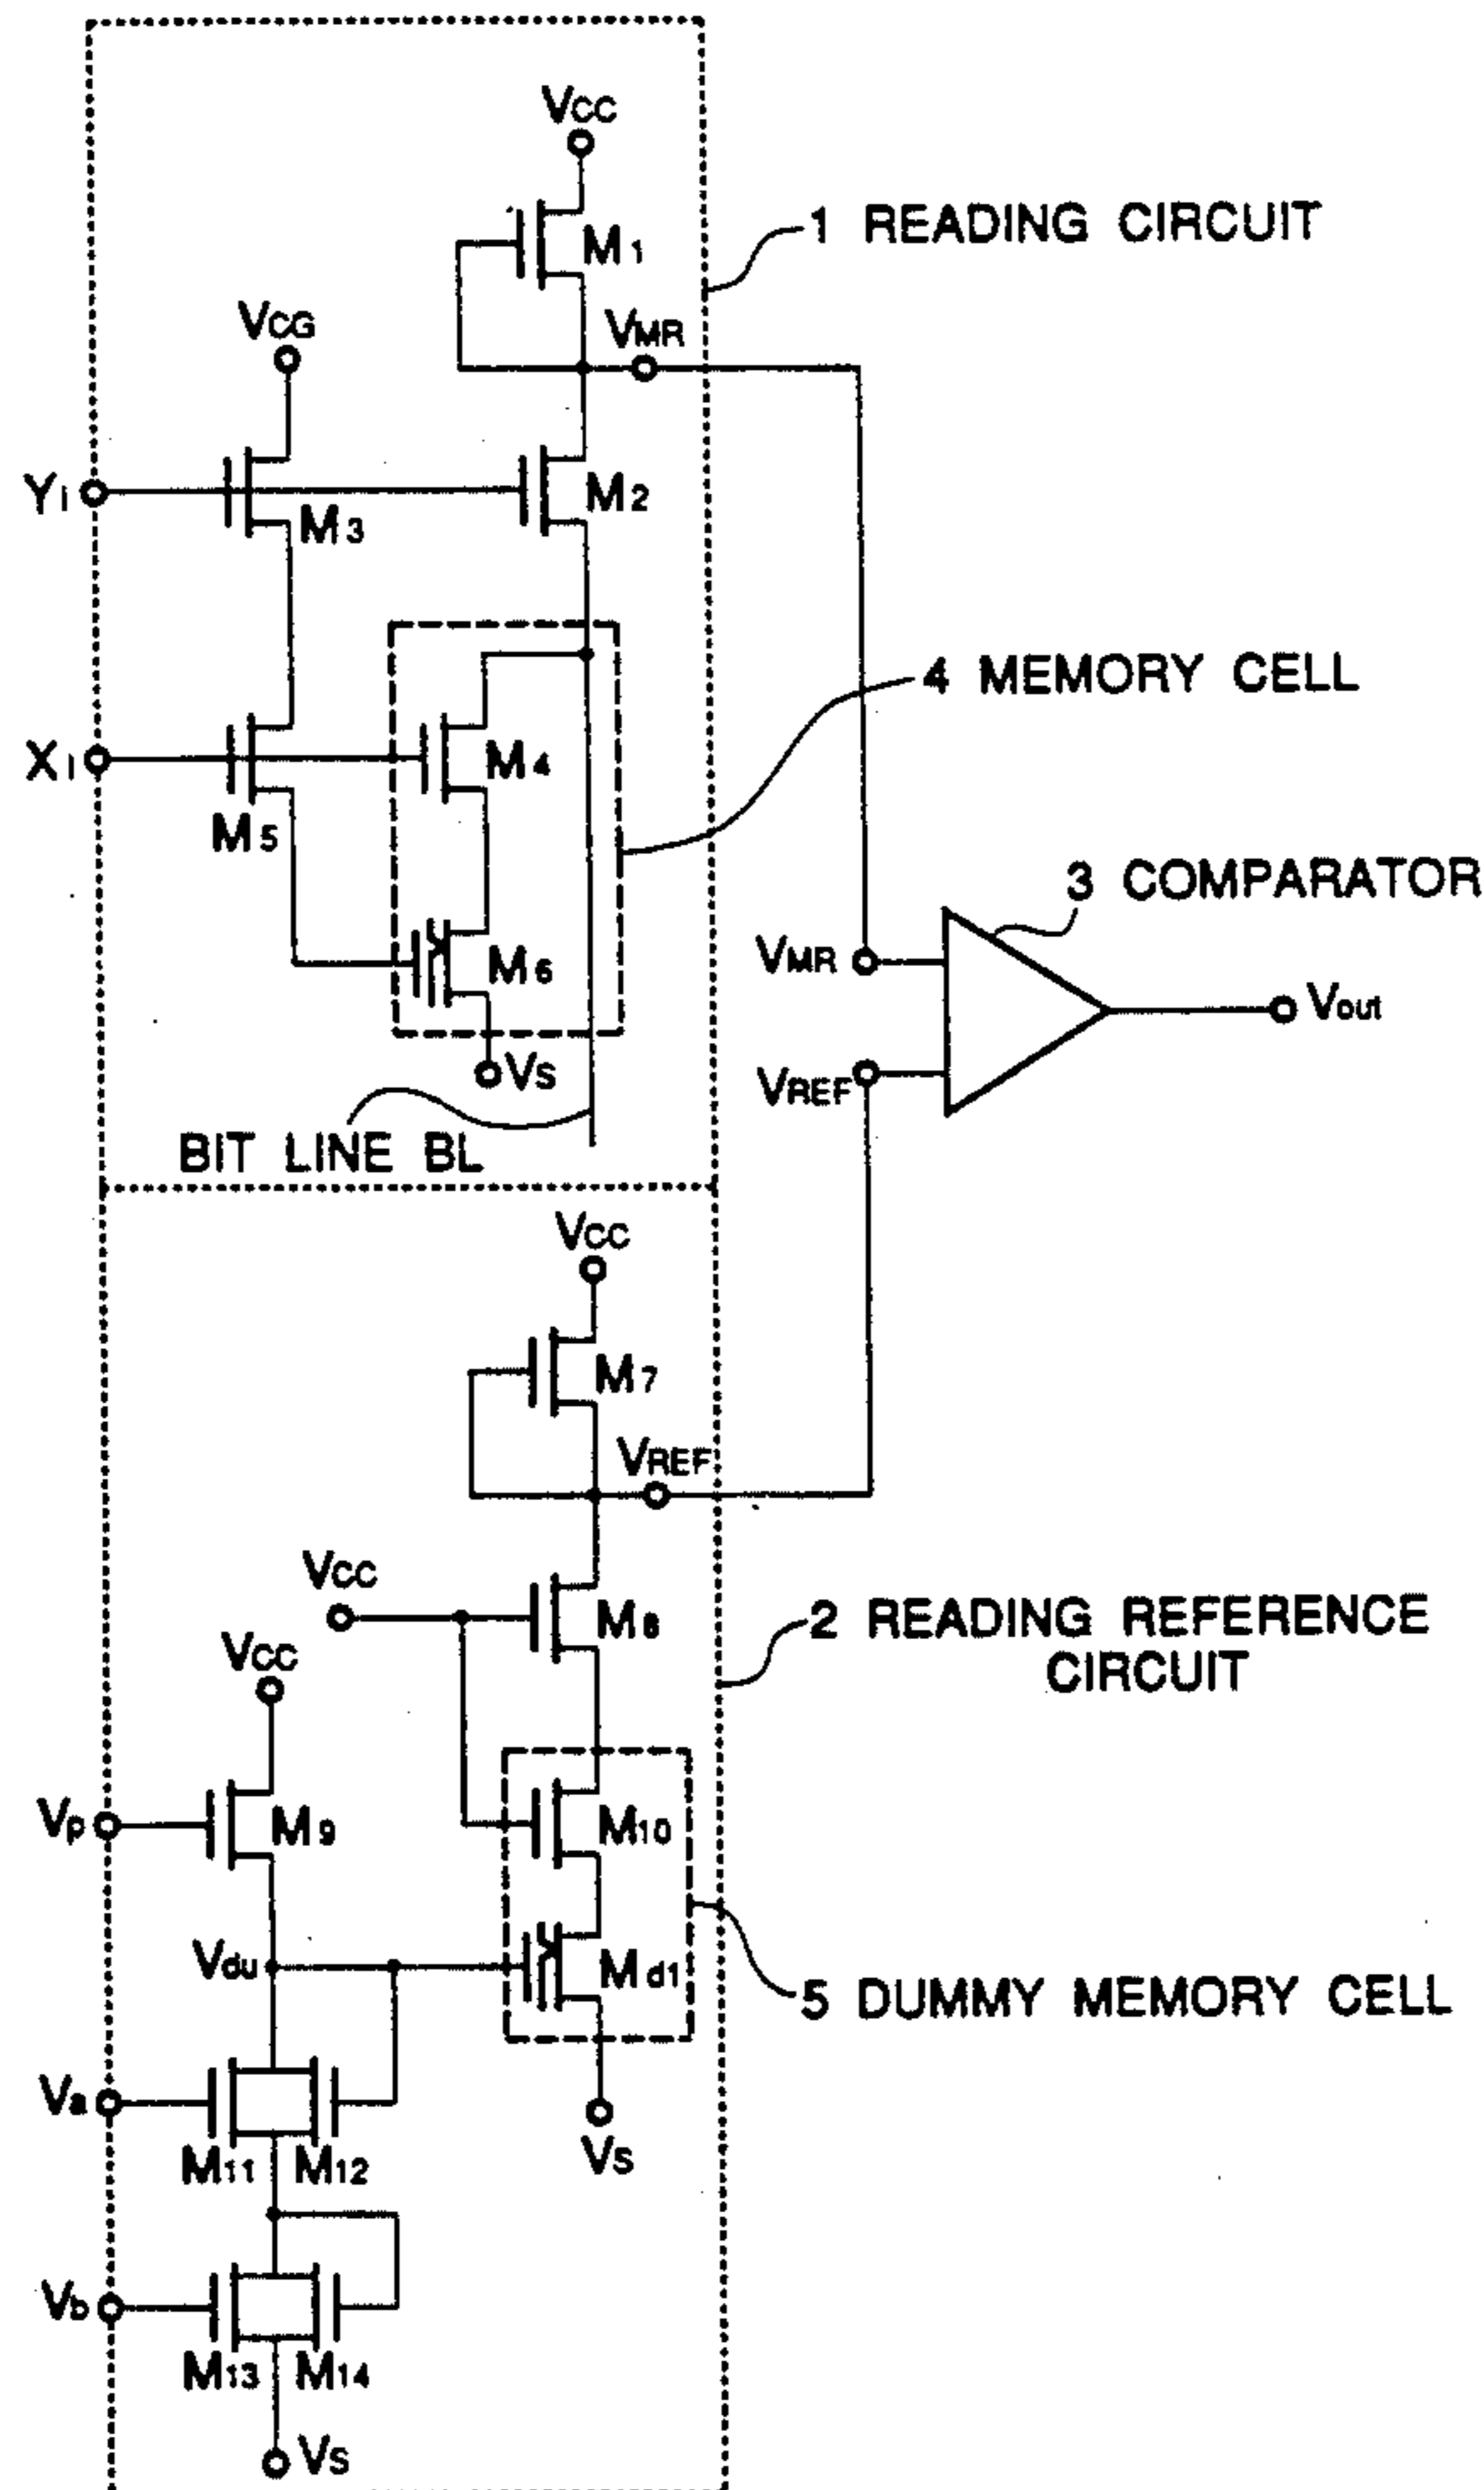 VCC
M1
1 READING CIRCUIT
VCG
VMR
Yi
M3
M2
4 MEMORY CELL
Xi
M4
M5
3 COMPARATOR
VMR
M6
Vout
VS
VREF
BIT LINE BL
VCC
M7
VREF
VCC
M8
2 READING REFERENCE
CIRCUIT
VCC
Vp
M9
M10
Vdu
Md1
5 DUMMY MEMORY CELL
Va
M11
M12
VS
Vb
M13
M14
VS